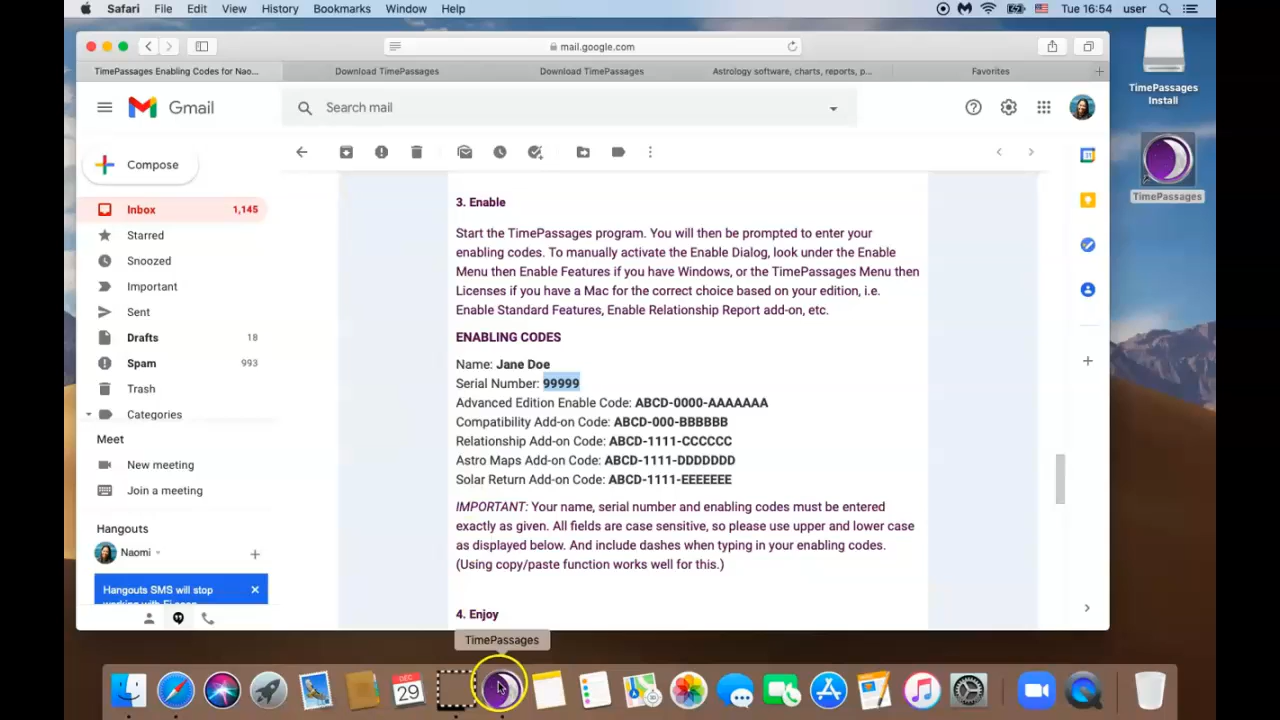 Safari File Edit View History Bookmarks Window Help Tue 16:54 user
mail.google.com
TimePassages Enabling Codes for Nao... Download TimePassages Download TimePassages Astrology software, charts, reports, p... Favorites
TimePassages
Install
Gmail
Search mail
Compose
Inbox 1,145
Starred
Snoozed
Important
Sent
Drafts 18
Spam 993
Trash
Categories
Meet
New meeting
Join a meeting
Hangouts
Naomi
Hangouts SMS will stop
3. Enable
Start the TimePassages program. You will then be prompted to enter your
enabling codes. To manually activate the Enable Dialog, look under the Enable
Menu then Enable Features if you have Windows, or the TimePassages Menu then
Licenses if you have a Mac for the correct choice based on your edition, i.e.
Enable Standard Features, Enable Relationship Report add-on, etc.
ENABLING CODES
Name: Jane Doe
Serial Number: 99999
Advanced Edition Enable Code: ABCD-0000-AAAAAAA
Compatibility Add-on Code: ABCD-000-BBBBBB
Relationship Add-on Code: ABCD-1111-CCCCCC
Astro Maps Add-on Code: ABCD-1111-DDDDDDD
Solar Return Add-on Code: ABCD-1111-EEEEEEE
IMPORTANT: Your name, serial number and enabling codes must be entered
exactly as given. All fields are case sensitive, so please use upper and lower case
as displayed below. And include dashes when typing in your enabling codes.
(Using copy/paste function works well for this.)
4. Enjoy
TimePassages
TimePassages
DEC
29